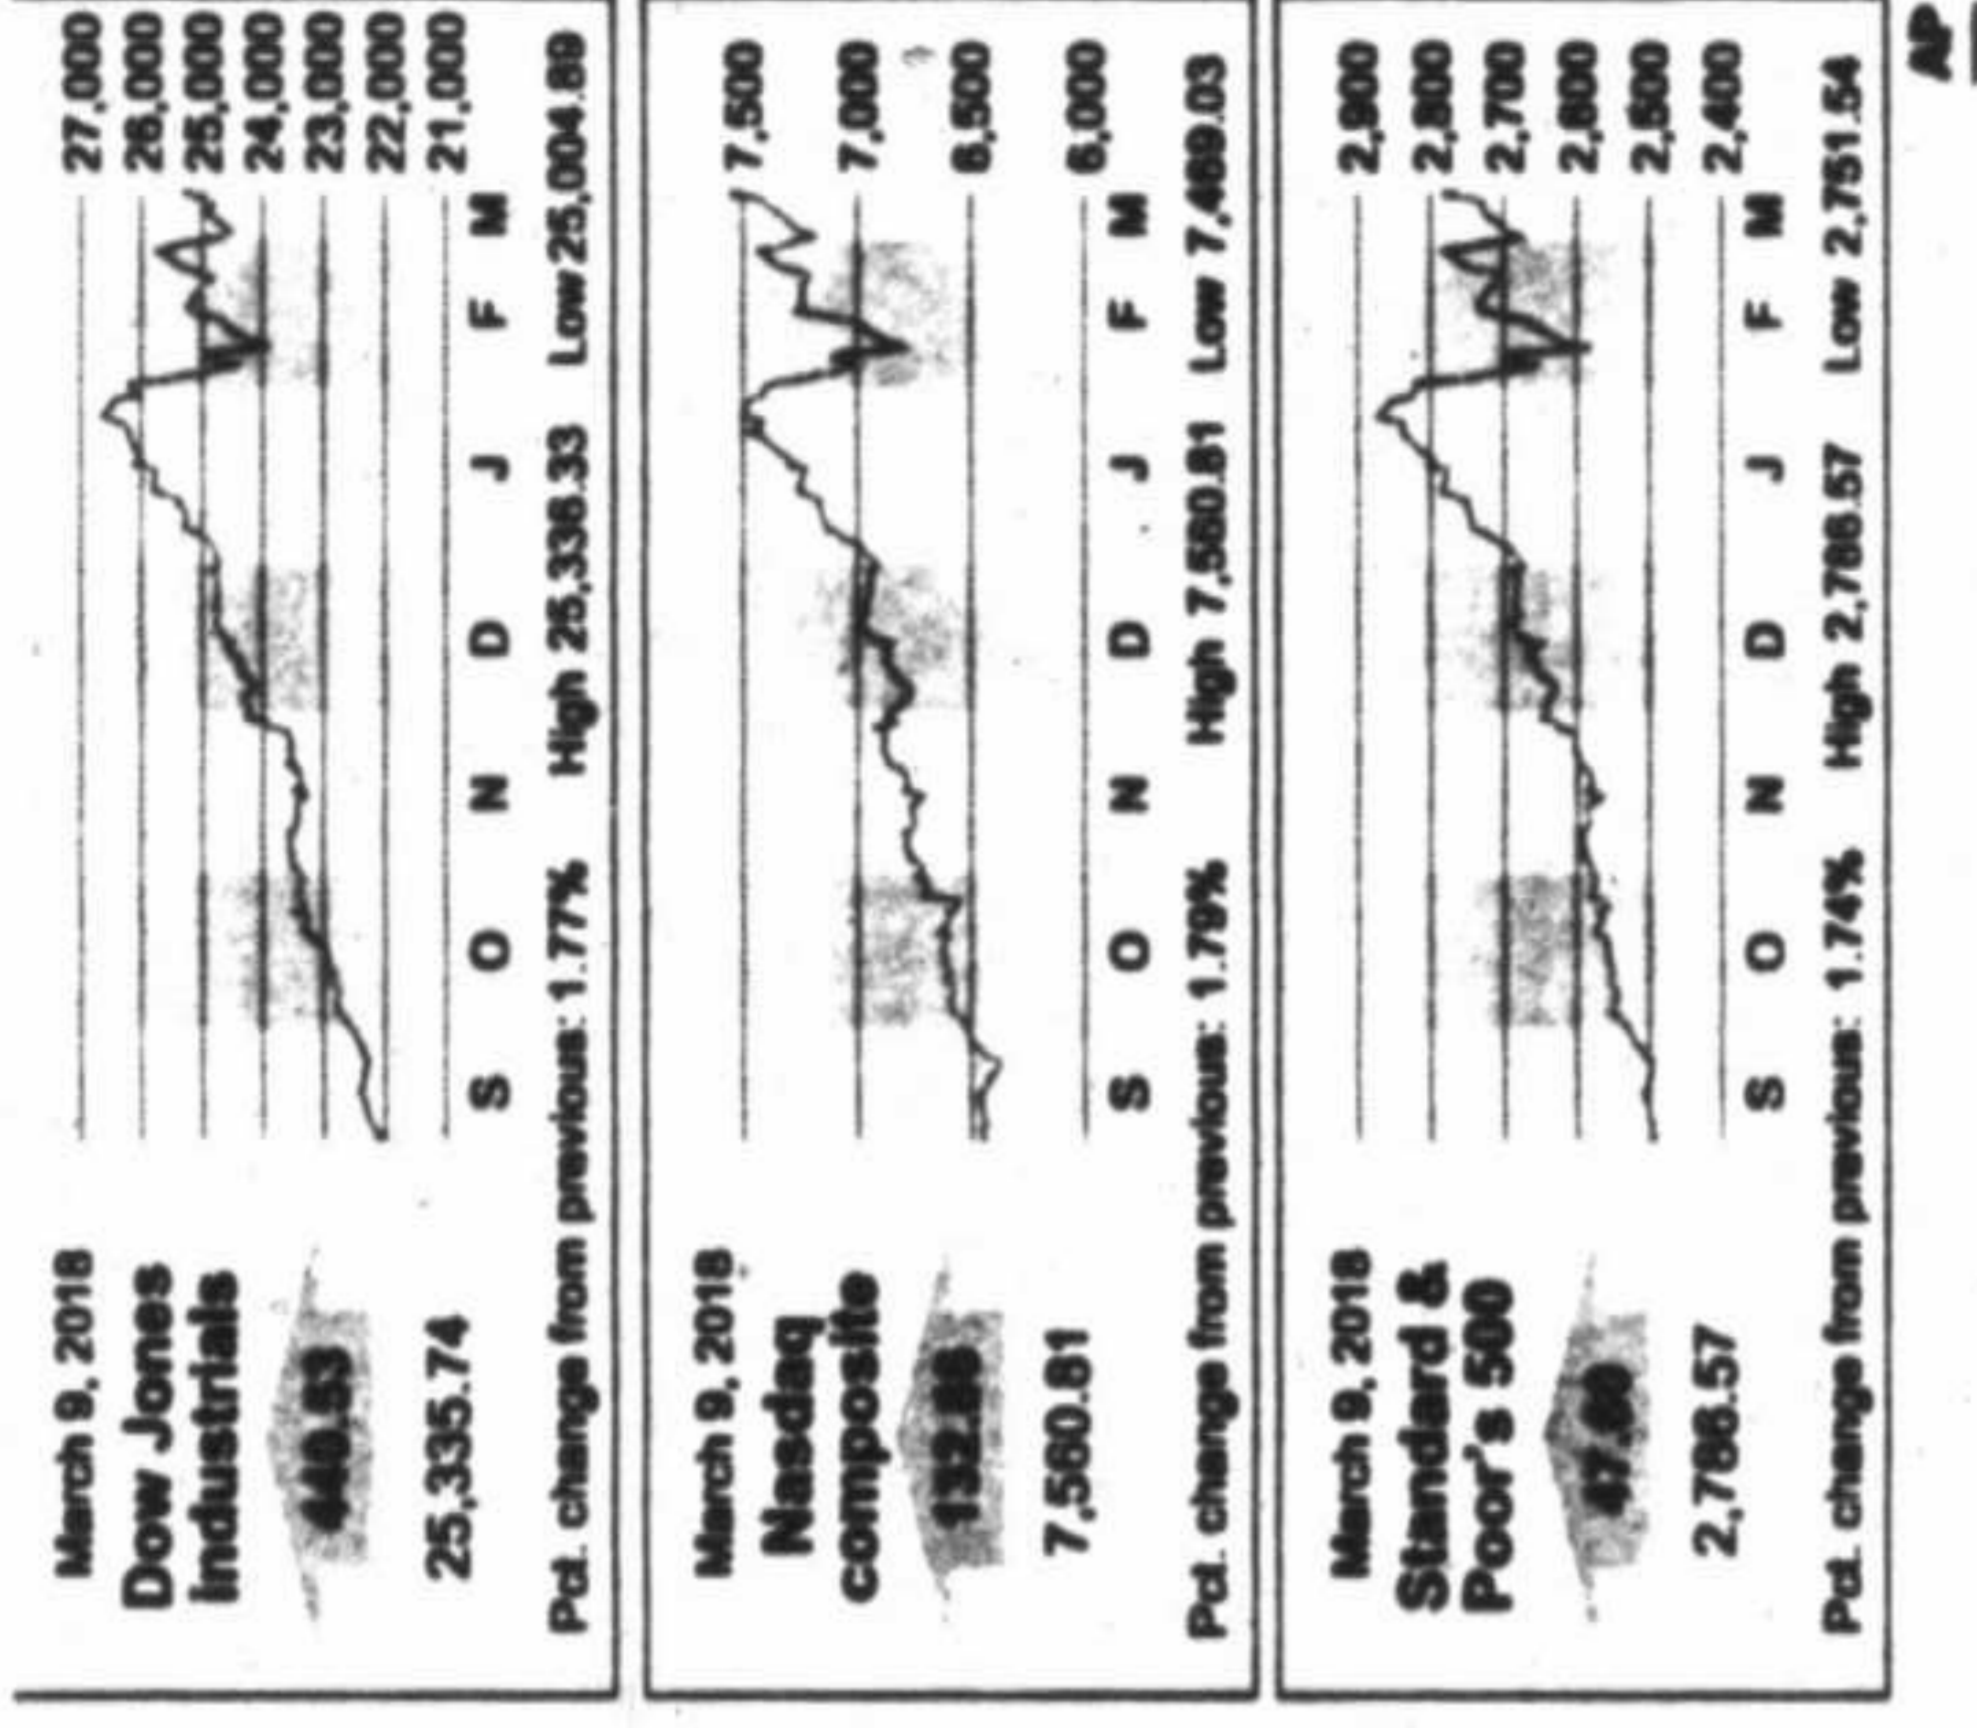 March 9, 2018
Dow Jones
industrials
440.53
25,335.74
27,000
26,000
25,000
24,000
23,000
22,000
21,000
S O N D J F M
Pct. change from previous: 1.77% High 25,336.33 Low 25,004.89
March 9, 2018
Nasdaq
composite
132.86
7,560.81
7,500
7,000
6,500
6,000
S O N D J F M
Pct. change from previous: 1.79% High 7,560.81 Low 7,469.03
March 9, 2018
Standard &
Poor's 500
47.60
2,786.57
2,900
2,800
2,700
2,600
2,500
2,400
S O N D J F M
Pct. change from previous: 1.74% High 2,786.57 Low 2,751.54
AP